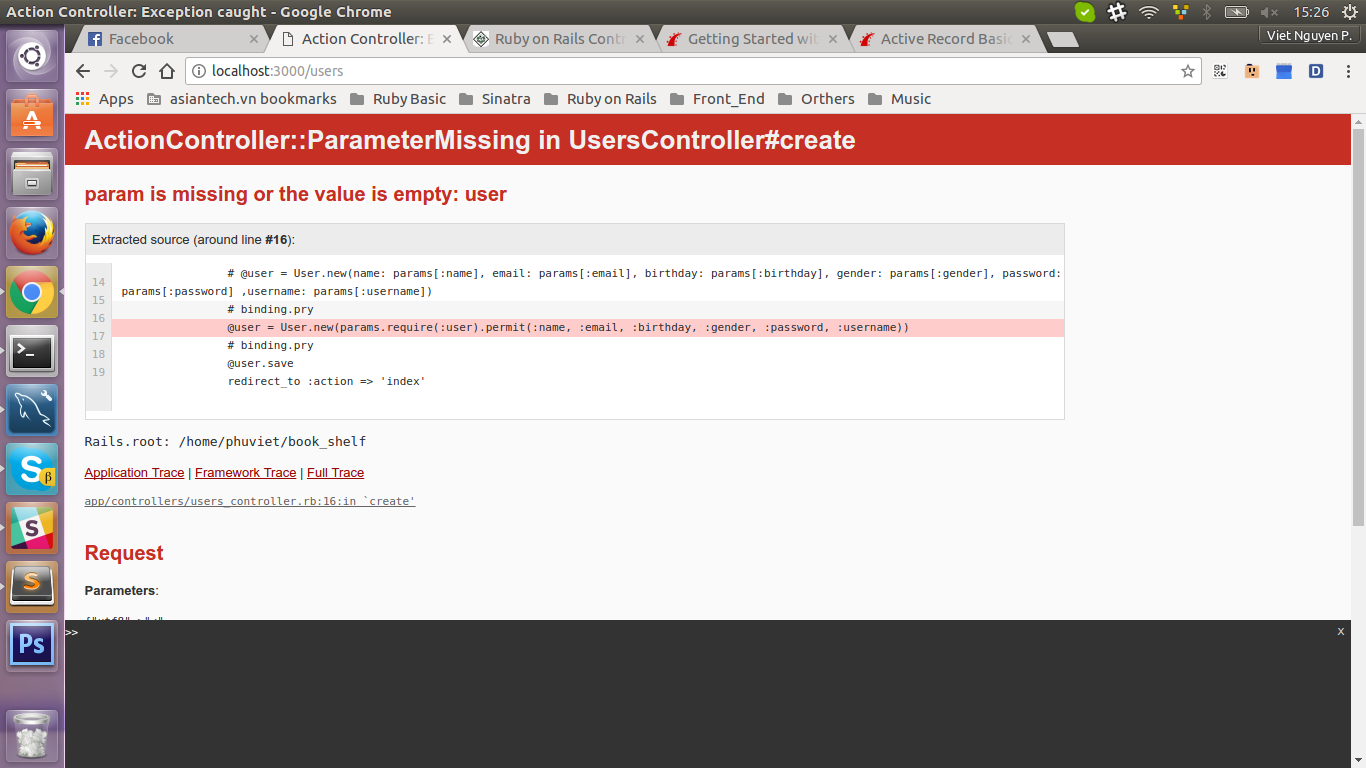 Action Controller: Exception caught - Google Chrome
15:26
Facebook
Action Controller: E
Ruby on Rails Contr
Getting Started wit
Active Record Basic
Viet Nguyen P.
localhost:3000/users
Apps
asiantech.vn bookmarks
Ruby Basic
Sinatra
Ruby on Rails
Front_End
Orthers
Music
ActionController::ParameterMissing in UsersController#create
param is missing or the value is empty: user
Extracted source (around line #16):
14
15
16
17
18
19
# @user = User.new(name: params[:name], email: params[:email], birthday: params[:birthday], gender: params[:gender], password:
params[:password] ,username: params[:username])
# binding.pry
@user = User.new(params.require(:user).permit(:name, :email, :birthday, :gender, :password, :username))
# binding.pry
@user.save
redirect_to :action => 'index'
Rails.root: /home/phuviet/book_shelf
Application Trace | Framework Trace | Full Trace
app/controllers/users_controller.rb:16:in `create'
Request
Parameters:
>>
x
Ps